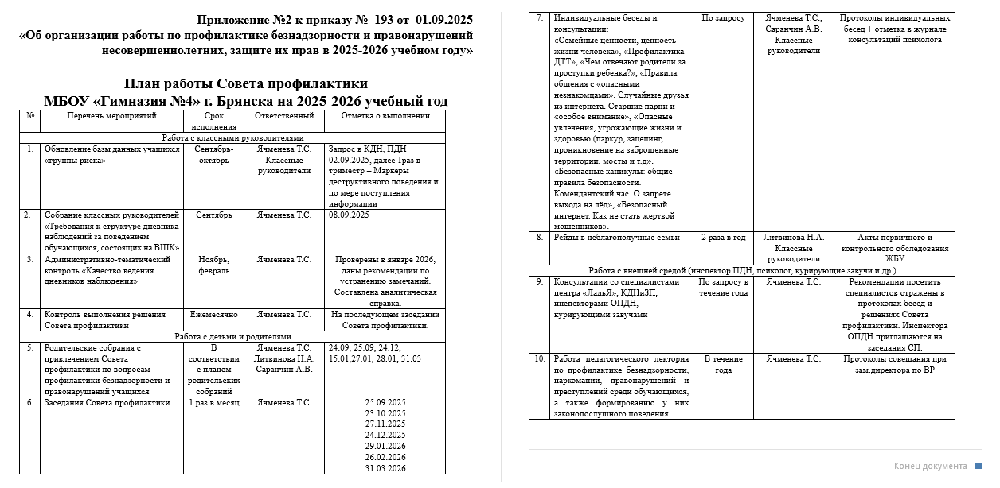 Приложение №2 к приказу №  193 от  01.09.2025
«Об организации работы по профилактике безнадзорности и правонарушений
несовершеннолетних, защите их прав в 2025-2026 учебном году»
План работы Совета профилактики
МБОУ «Гимназия №4» г. Брянска на 2025-2026 учебный год
№
Перечень мероприятий
Срок
исполнения
Ответственный
Отметка о выполнении
Работа с классными руководителями
1.
Обновление базы данных учащихся
«группы риска»
Сентябрь-
октябрь
Ячменева Т.С.
Классные
руководители
Запрос в КДН, ПДН
02.09.2025, далее 1раз в
триместр – Маркеры
деструктивного поведения и
по мере поступления
информации
2.
Собрание классных руководителей
«Требования к структуре дневника
наблюдений за поведением
обучающихся, состоящих на ВШК»
Сентябрь
Ячменева Т.С.
08.09.2025
3.
Административно-тематический
контроль «Качество ведения
дневников наблюдения»
Ноябрь,
февраль
Ячменева Т.С.
Проверены в январе 2026,
даны рекомендации по
устранению замечаний.
Составлена аналитическая
справка.
4.
Контроль выполнения решения
Совета профилактики
Ежемесячно
Ячменева Т.С.
На последующем заседании
Совета профилактики.
Работа с детьми и родителями
5.
Родительские собрания с
привлечением Совета
профилактики по вопросам
профилактики безнадзорности и
правонарушений учащихся
В
соответствии
с планом
родительских
собраний
Ячменева Т.С.
Литвинова Н.А.
Саранчин А.В.
24.09, 25.09, 24.12,
15.01,27.01, 28.01, 31.03
6.
Заседания Совета профилактики
1 раз в месяц
Ячменева Т.С.
25.09.2025
23.10.2025
27.11.2025
24.12.2025
29.01.2026
26.02.2026
31.03.2026
7.
Индивидуальные беседы и
консультации:
«Семейные ценности, ценность
жизни человека», «Профилактика
ДТТ», «Чем отвечают родители за
проступки ребенка?», «Правила
общения с «опасными
незнакомцами». Случайные друзья
из интернета. Старшие парни и
«особое внимание», «Опасные
увлечения, угрожающие жизни и
здоровью (паркур, зацепинг,
проникновение на заброшенные
территории, мосты и т.д».
«Безопасные каникулы: общие
правила безопасности.
Комендантский час. О запрете
выхода на лёд», «Безопасный
интернет. Как не стать жертвой
мошенников».
По запросу
Ячменева Т.С.,
Саранчин А.В.
Классные
руководители
Протоколы индивидуальных
бесед + отметка в журнале
консультаций психолога
8.
Рейды в неблагополучные семьи
2 раза в год
Литвинова Н.А.
Классные
руководители
Акты первичного и
контрольного обследования
ЖБУ
Работа с внешней средой (инспектор ПДН, психолог, курирующие завучи и др.)
9.
Консультации со специалистами
центра «ЛадьЯ», КДНиЗП,
инспекторами ОПДН,
курирующими завучами
По запросу в
течение года
Ячменева Т.С.
Рекомендации посетить
специалистов отражены в
протоколах бесед и
решениях Совета
профилактики. Инспектора
ОПДН приглашаются на
заседания СП.
10.
Работа педагогического лектория
по профилактике безнадзорности,
наркомании, правонарушений и
преступлений среди обучающихся,
а также формированию у них
законопослушного поведения
В течение
года
Ячменева Т.С.
Протоколы совещания при
зам.директора по ВР
Конец документа